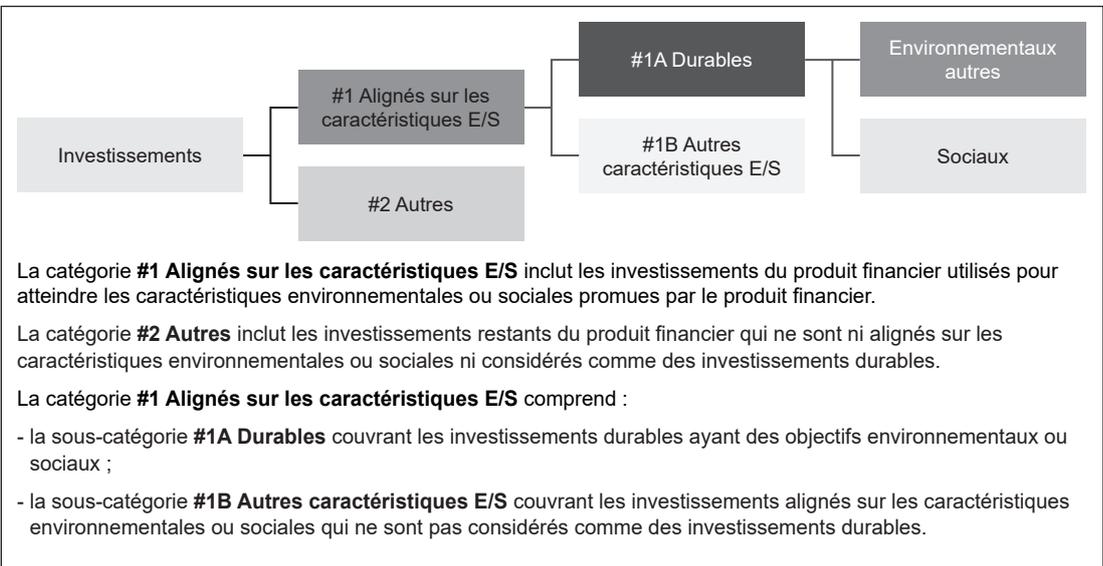 #1A Durables
Environnementaux
autres
#1 Alignés sur les
caractéristiques E/S
#1B Autres
caractéristiques E/S
Investissements
Sociaux
#2 Autres
La catégorie #1 Alignés sur les caractéristiques E/S inclut les investissements du produit financier utilisés pour
atteindre les caractéristiques environnementales ou sociales promues par le produit financier.
La catégorie #2 Autres inclut les investissements restants du produit financier qui ne sont ni alignés sur les
caractéristiques environnementales ou sociales ni considérés comme des investissements durables.
La catégorie #1 Alignés sur les caractéristiques E/S comprend :
- la sous-catégorie #1A Durables couvrant les investissements durables ayant des objectifs environnementaux ou
sociaux ;
- la sous-catégorie #1B Autres caractéristiques E/S couvrant les investissements alignés sur les caractéristiques
environnementales ou sociales qui ne sont pas considérés comme des investissements durables.